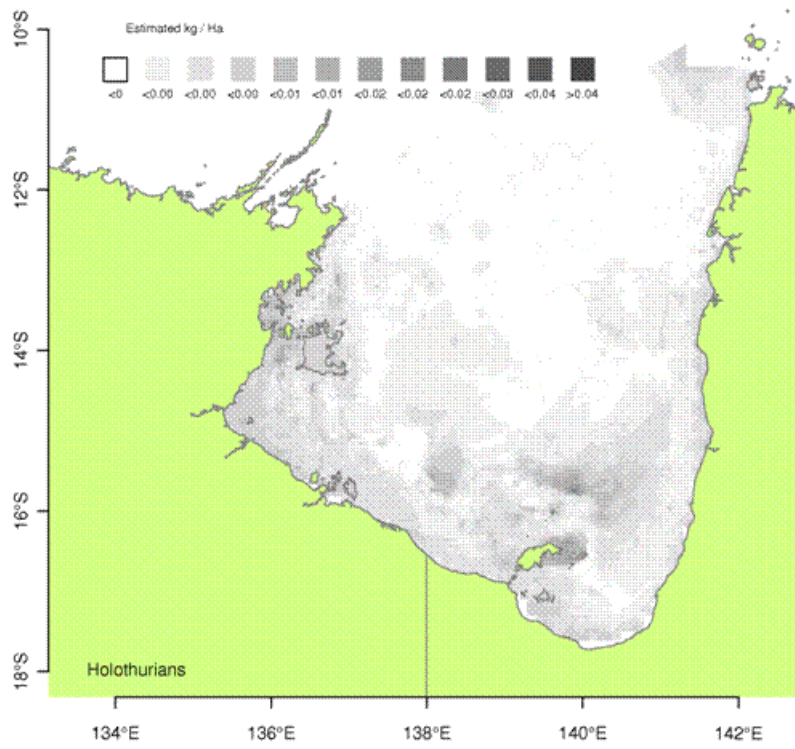 Estimated kg / Ha
<0 <0.00 <0.00 <0.00 <0.01 <0.01 <0.02 <0.02 <0.02 <0.03 <0.04 >0.04
10°S
12°S
14°S
16°S
18°S
Holothurians
134°E 136°E 138°E 140°E 142°E